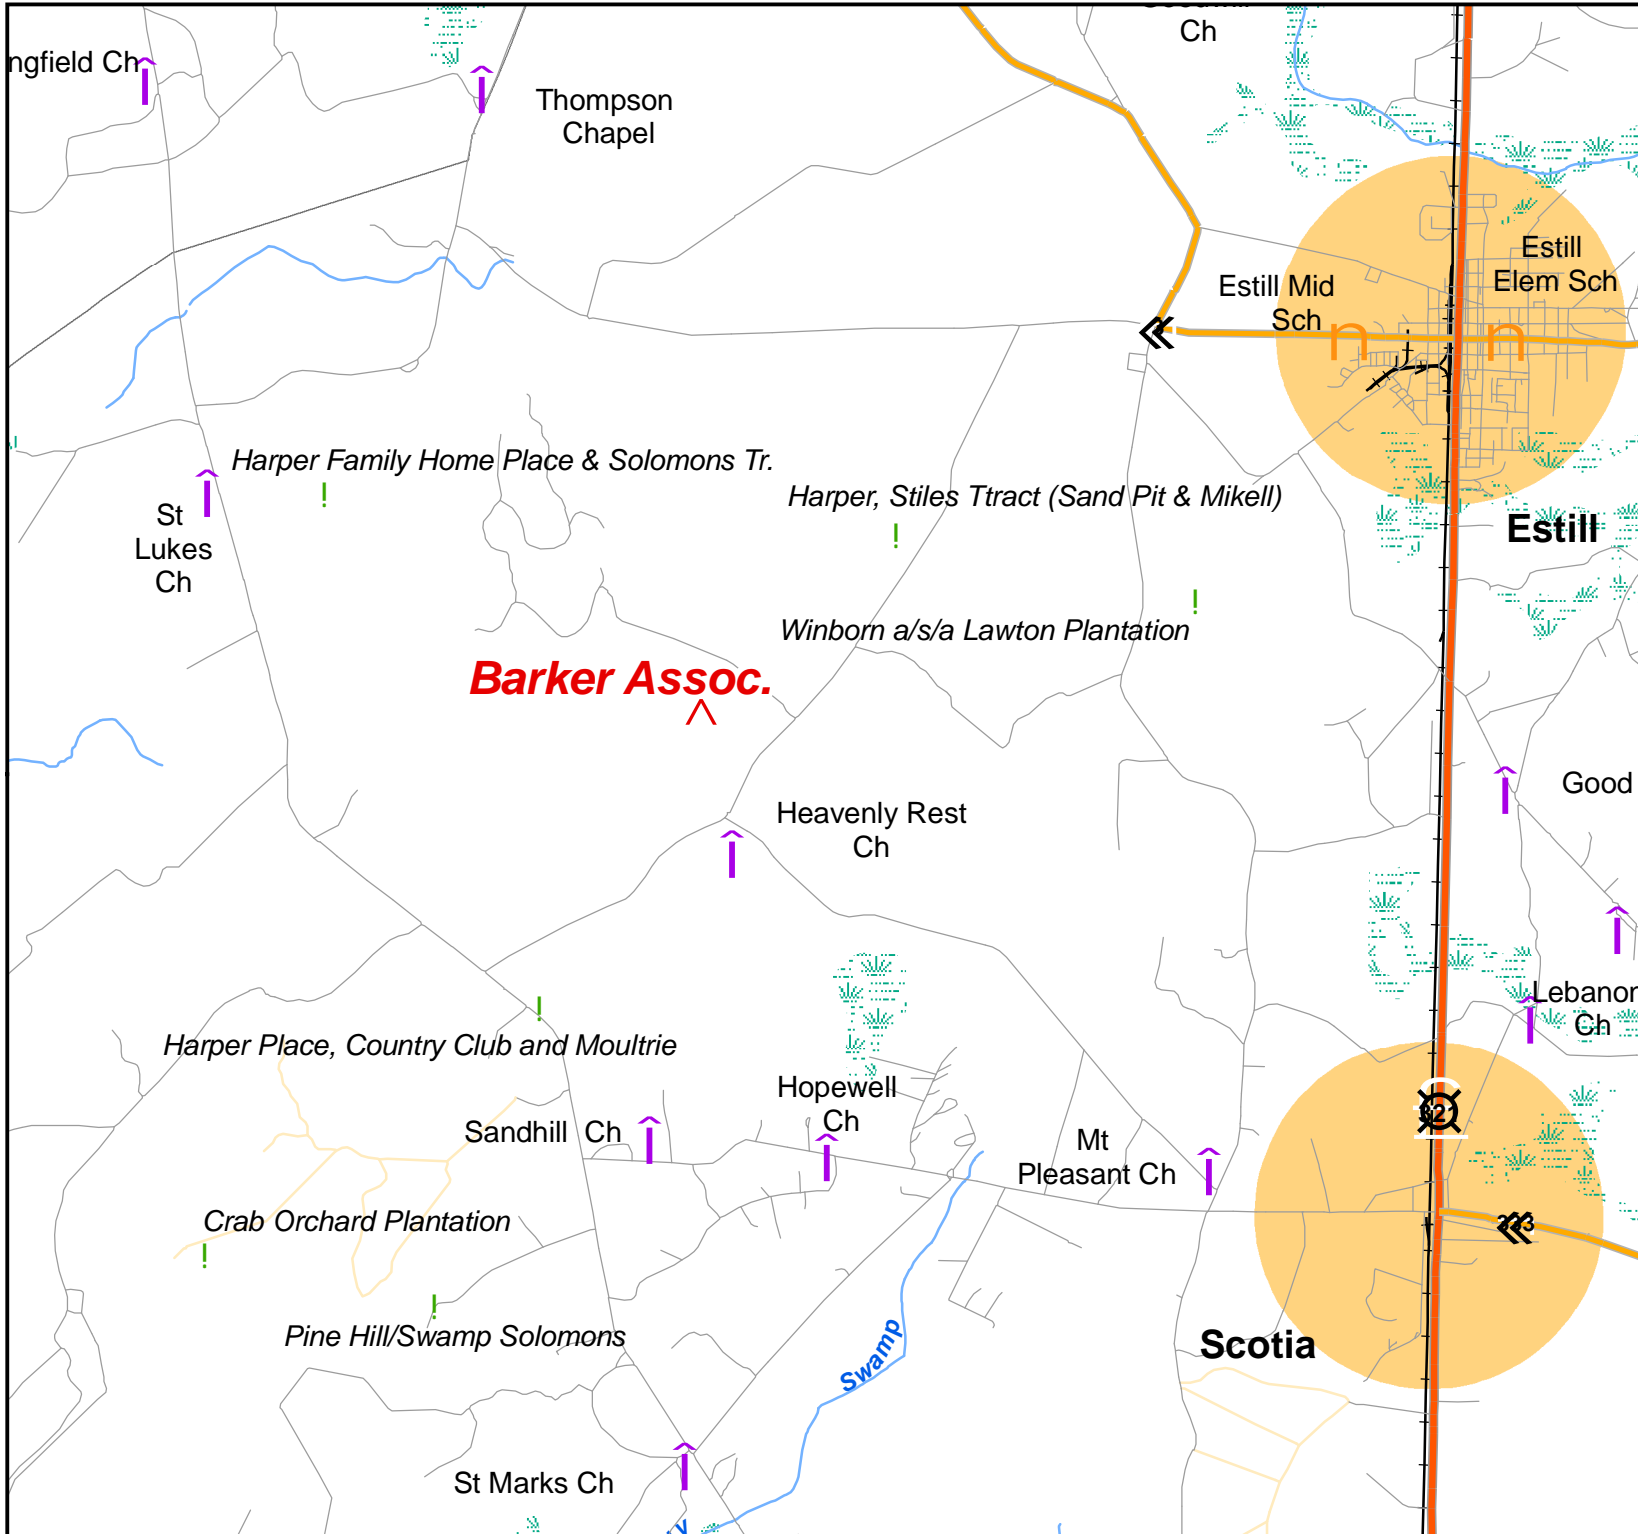 Ch
ngfield Ch
Thompson
Chapel
Estill
Elem Sch
Estill Mid
Sch
Harper Family Home Place & Solomons Tr.
Harper, Stiles Ttract (Sand Pit & Mikell)
St
Lukes
Ch
Estill
Winborn a/s/a Lawton Plantation
Barker Assoc.
Good
Heavenly Rest
Ch
Lebanon
Ch
Harper Place, Country Club and Moultrie
Hopewell
Ch
321
Sandhill Ch
Mt
Pleasant Ch
Crab Orchard Plantation
333
Pine Hill/Swamp Solomons
Scotia
Swamp
St Marks Ch